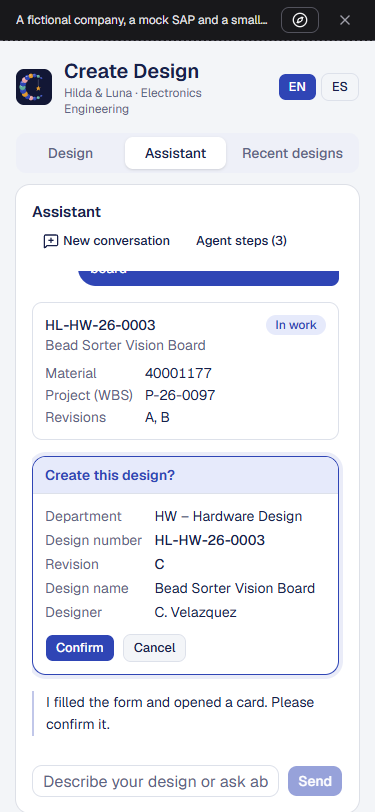 A fictional company, a mock SAP and a small...
Create Design
Hilda & Luna · Electronics
Engineering
EN
ES
Design
Assistant
Recent designs
Assistant
New conversation
Agent steps (3)
board
HL-HW-26-0003
In work
Bead Sorter Vision Board
Material 40001177
Project (WBS) P-26-0097
Revisions A, B
Create this design?
Department HW – Hardware Design
Design number HL-HW-26-0003
Revision C
Design name Bead Sorter Vision Board
Designer C. Velazquez
Confirm
Cancel
I filled the form and opened a card. Please
confirm it.
Describe your design or ask ab
Send